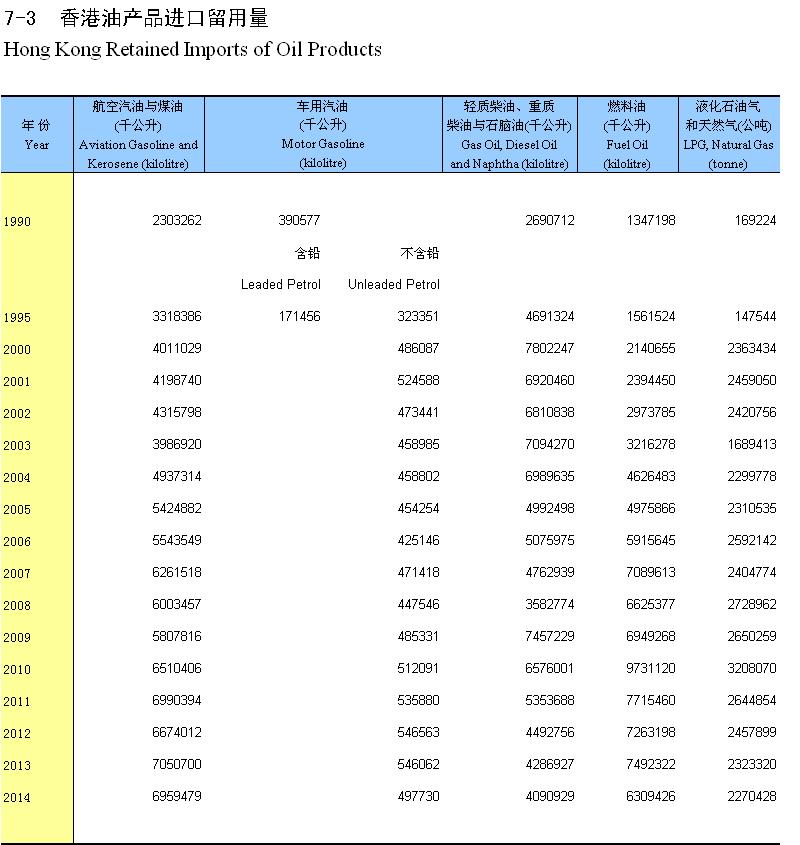 7-3 香港油产品进口留用量
Hong Kong Retained Imports of Oil Products
年 份
Year
航空汽油与煤油
(千公升)
Aviation Gasoline and
Kerosene (kilolitre)
车用汽油
(千公升)
Motor Gasoline
(kilolitre)
轻质柴油、重质
柴油与石脑油(千公升)
Gas Oil, Diesel Oil
and Naphtha (kilolitre)
燃料油
(千公升)
Fuel Oil
(kilolitre)
液化石油气
和天然气(公吨)
LPG, Natural Gas
(tonne)
1990 2303262 390577 2690712 1347198 169224
含铅 不含铅
Leaded Petrol Unleaded Petrol
1995 3318386 171456 323351 4691324 1561524 147544
2000 4011029 486087 7802247 2140655 2363434
2001 4198740 524588 6920460 2394450 2459050
2002 4315798 473441 6810838 2973785 2420756
2003 3986920 458985 7094270 3216278 1689413
2004 4937314 458802 6989635 4626483 2299778
2005 5424882 454254 4992498 4975866 2310535
2006 5543549 425146 5075975 5915645 2592142
2007 6261518 471418 4762939 7089613 2404774
2008 6003457 447546 3582774 6625377 2728962
2009 5807816 485331 7457229 6949268 2650259
2010 6510406 512091 6576001 9731120 3208070
2011 6990394 535880 5353688 7715460 2644854
2012 6674012 546563 4492756 7263198 2457899
2013 7050700 546062 4286927 7492322 2323320
2014 6959479 497730 4090929 6309426 2270428